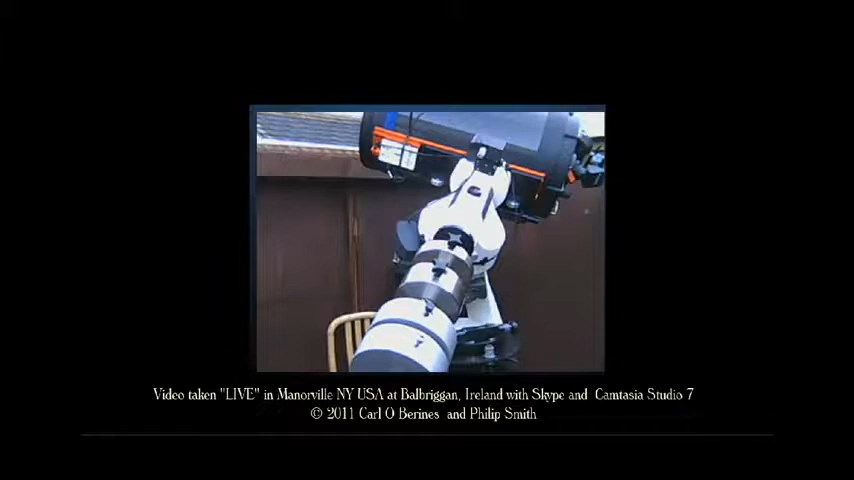 Video taken "LIVE" in Manorville NY USA at Balbriggan, Ireland with Skype and Camtasia Studio 7
© 2011 Carl O Berines and Philip Smith